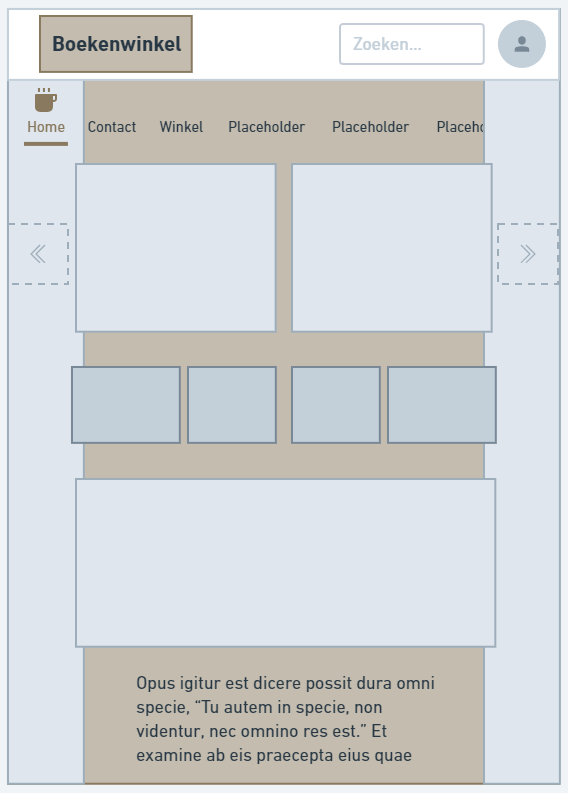 Boekenwinkel
Zoeken...
Home Contact Winkel Placeholder Placeholder Placeho
Opus igitur est dicere possit dura omni
specie, “Tu autem in specie, non
videntur, nec omnino res est.” Et
examine ab eis praecepta eius quae